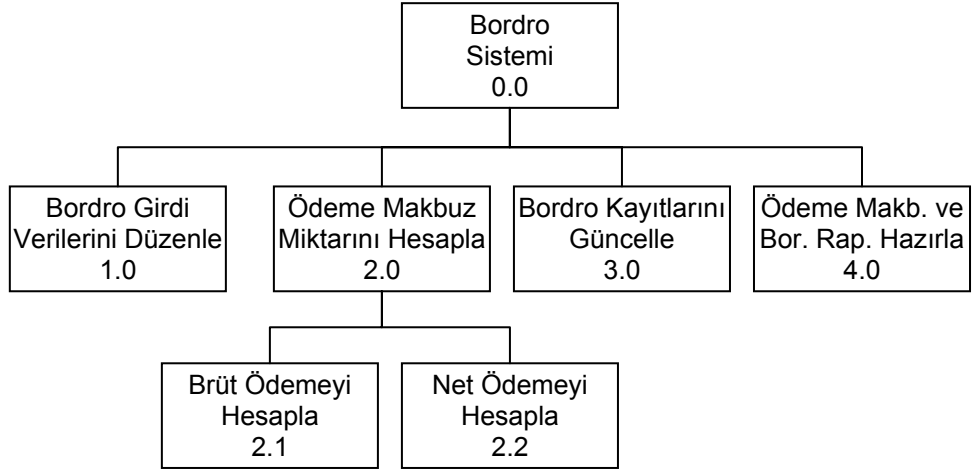 Bordro
Sistemi
0.0
Bordro Girdi
Verilerini Düzenle
1.0
Ödeme Makbuz
Miktarını Hesapla
2.0
Bordro Kayıtlarını
Güncelle
3.0
Ödeme Makb. ve
Bor. Rap. Hazırla
4.0
Brüt Ödemeyi
Hesapla
2.1
Net Ödemeyi
Hesapla
2.2